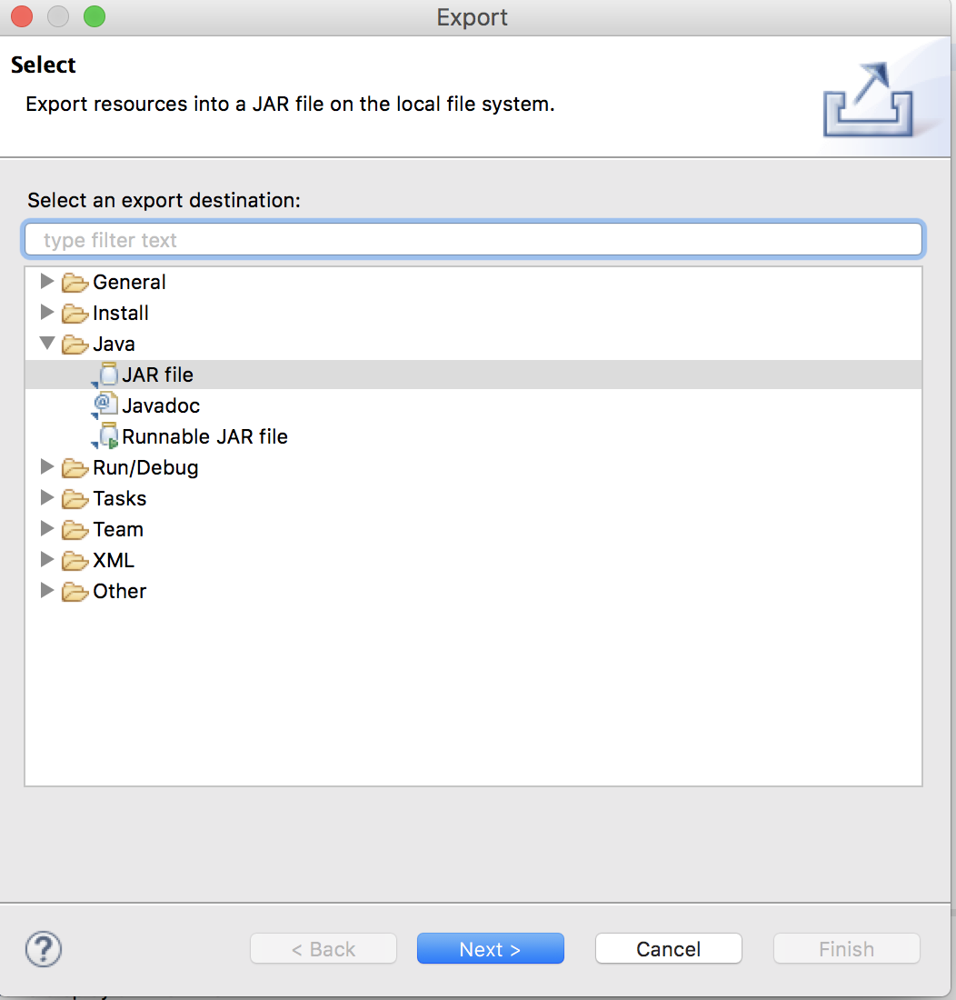 Export
Select
Export resources into a JAR file on the local file system.
Select an export destination:
type filter text
General
Install
Java
JAR file
Javadoc
Runnable JAR file
Run/Debug
Tasks
Team
XML
Other
? < Back Next > Cancel Finish